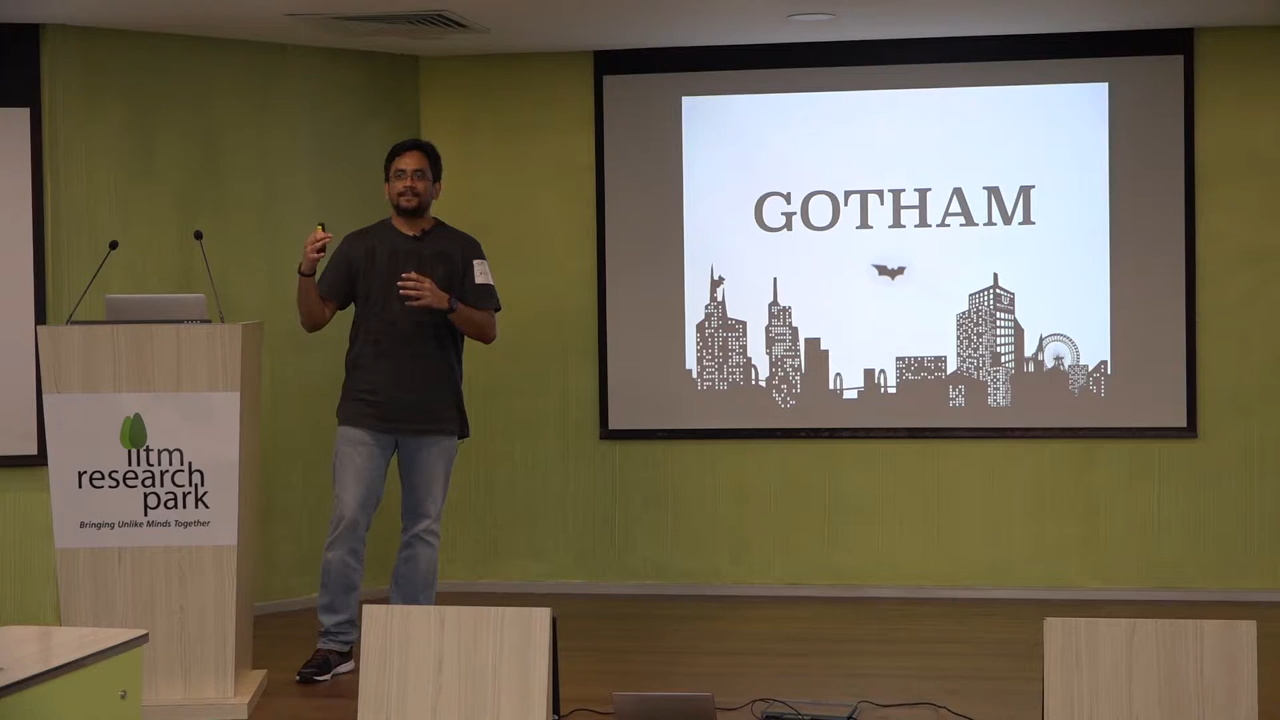 GOTHAM
iitm
research
park
Bringing Unlike Minds Together